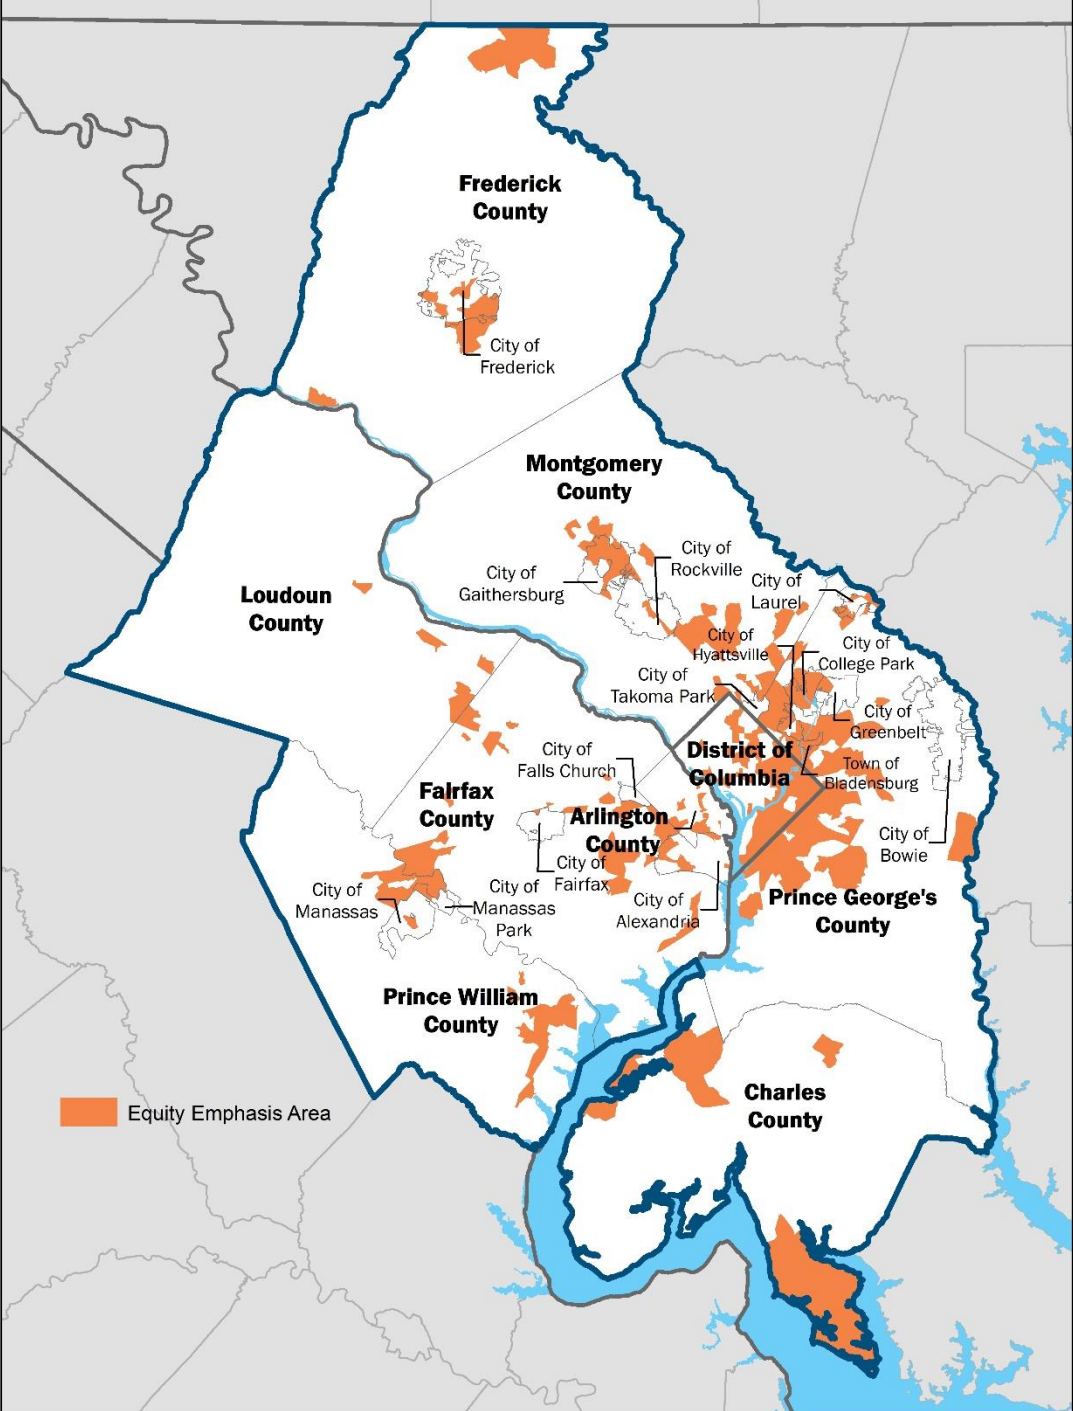 Frederick
County
City of
Frederick
Montgomery
County
City of
Rockville
City of
Gaithersburg
City of
Laurel
Loudoun
County
City of
Hyattsville
City of
College Park
City of
Takoma Park
City of
Greenbelt
District of
Columbia
City of
Falls Church
Town of
Bladensburg
Fairfax
County
Arlington
County
City of
Bowie
City of
Fairfax
City of
Manassas
City of
Manassas
Park
City of
Alexandria
Prince George's
County
Prince William
County
Charles
County
Equity Emphasis Area